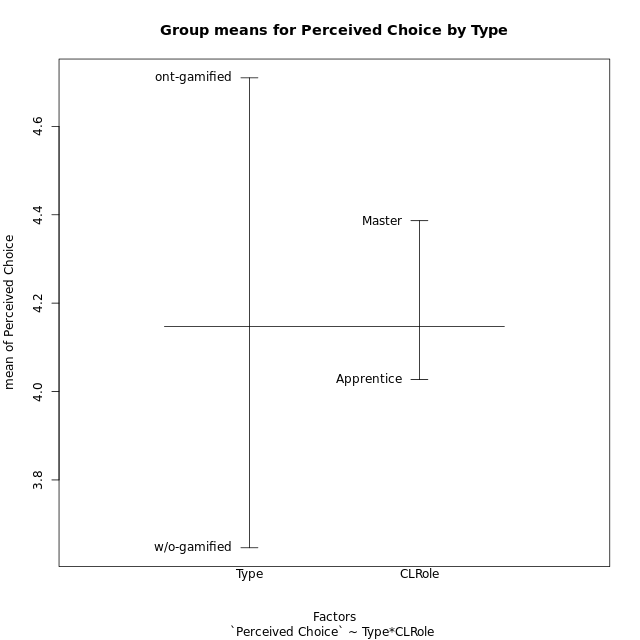 Group means for Perceived Choice by Type
mean of Perceived Choice
4.6
4.4
4.2
4.0
3.8
ont-gamified
Master
Apprentice
w/o-gamified
Type
CLRole
Factors
`Perceived Choice` ~ Type*CLRole